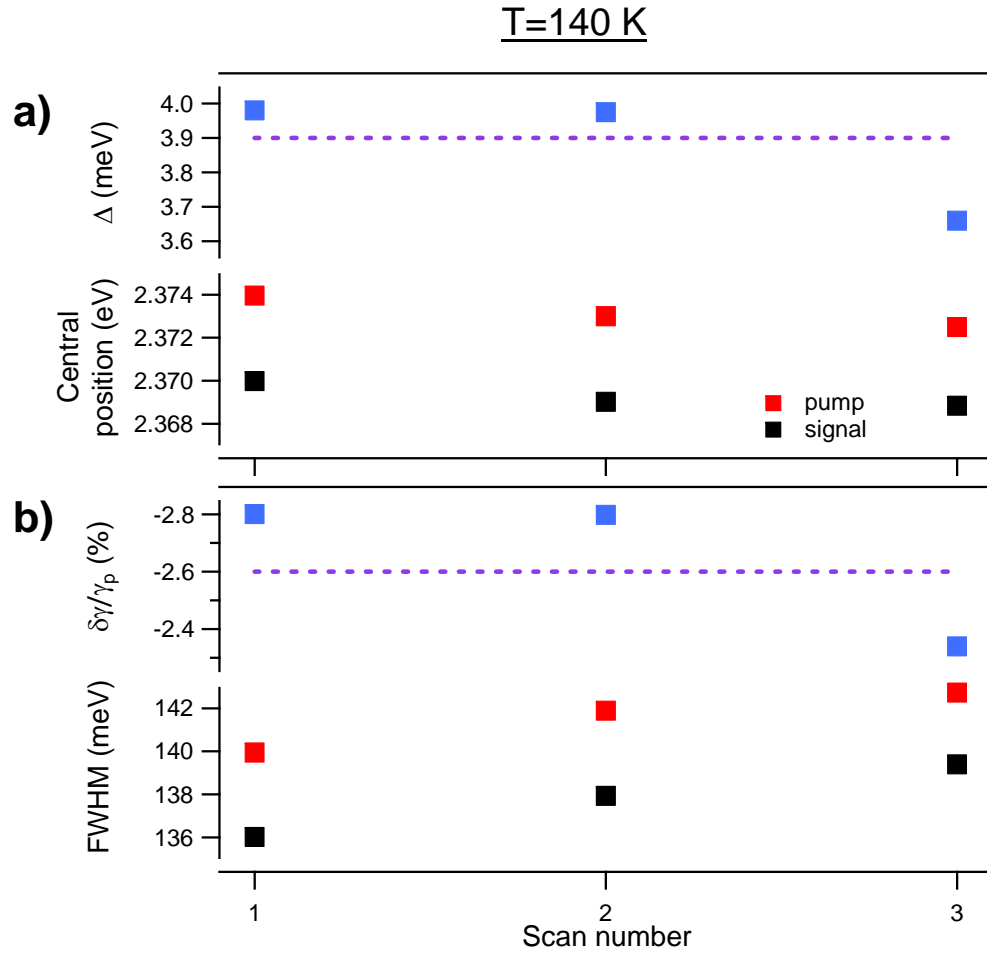 T=140 K
a)
Δ (meV)
4.0
3.9
3.8
3.7
3.6
Central
position (eV)
2.374
2.372
2.370
2.368
pump
signal
b)
δγ/γp (%)
-2.8
-2.6
-2.4
FWHM (meV)
142
140
138
136
1 2 3
Scan number